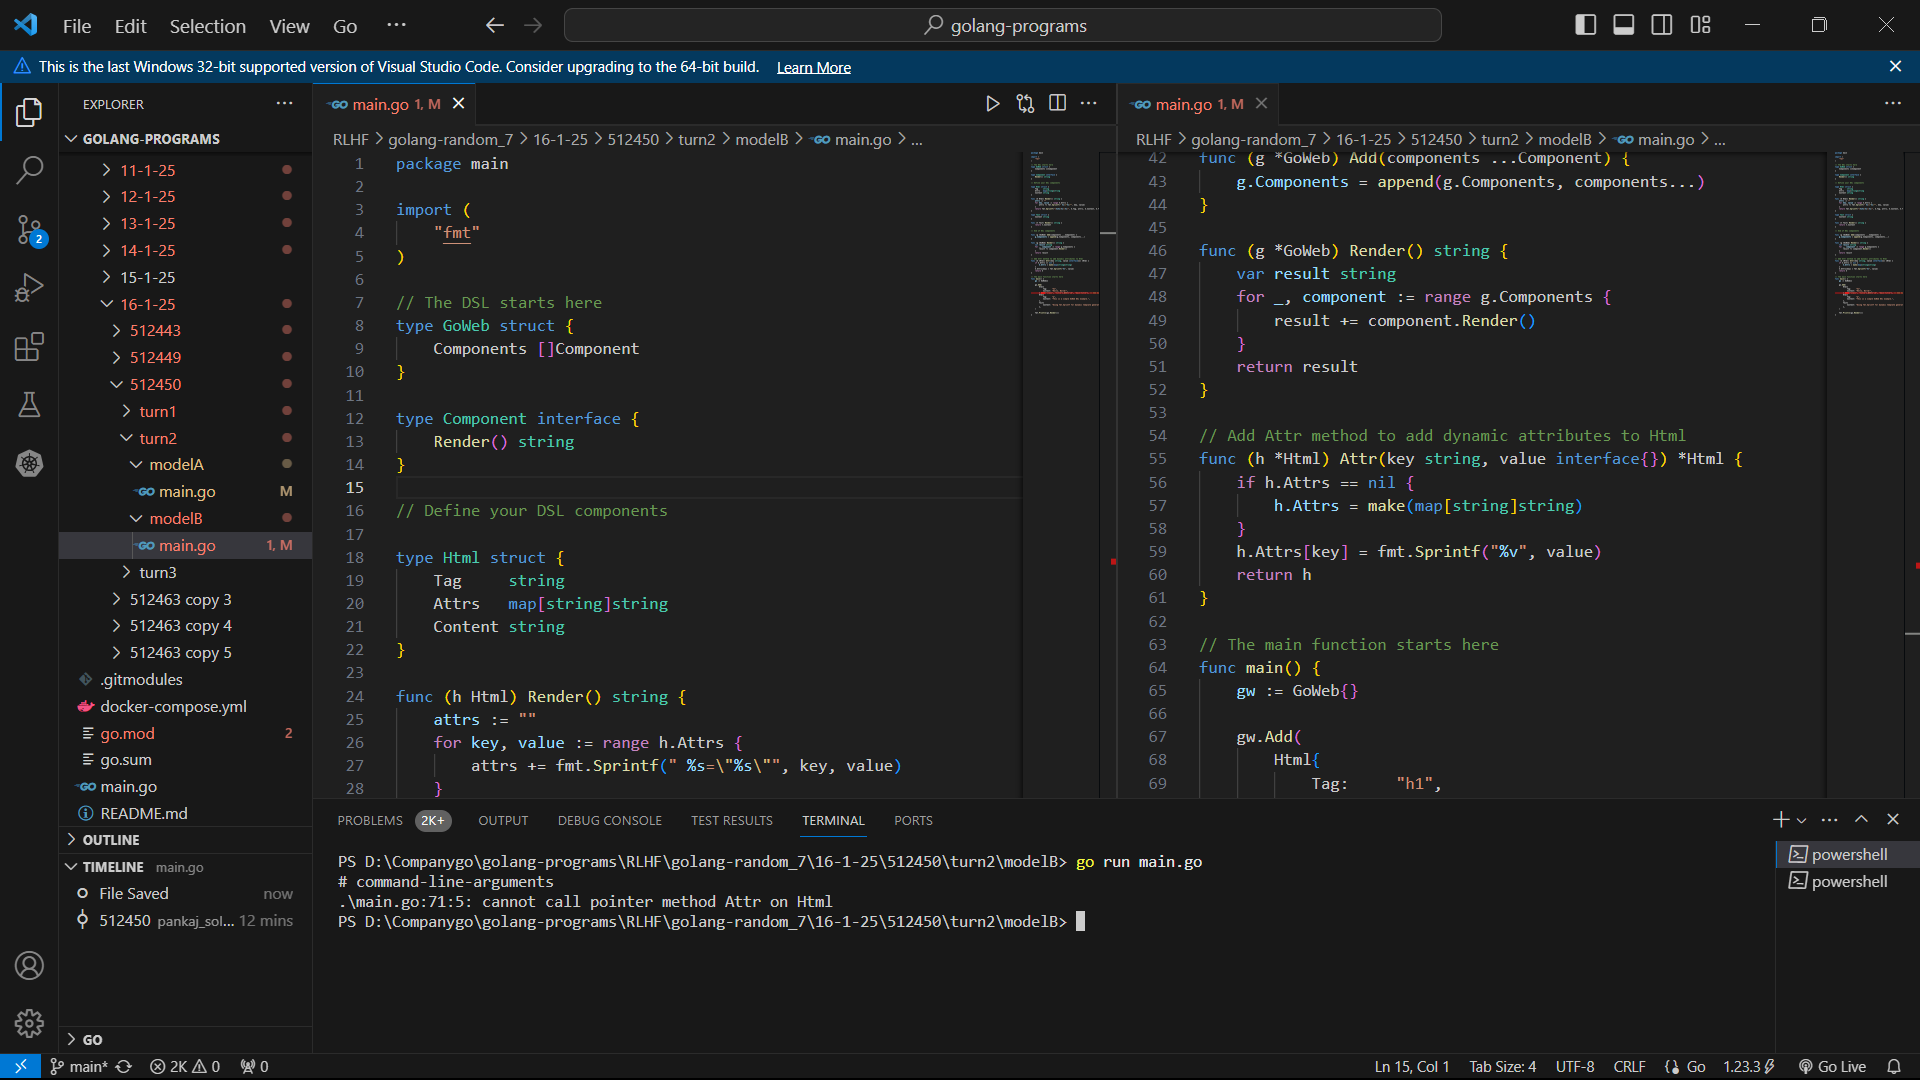 File Edit Selection View Go ···
golang-programs
This is the last Windows 32-bit supported version of Visual Studio Code. Consider upgrading to the 64-bit build. Learn More
EXPLORER
GOLANG-PROGRAMS
11-1-25
12-1-25
13-1-25
14-1-25
15-1-25
16-1-25
512443
512449
512450
turn1
turn2
modelA
main.go M
modelB
main.go 1, M
turn3
512463 copy 3
512463 copy 4
512463 copy 5
.gitmodules
docker-compose.yml
go.mod 2
go.sum
main.go
README.md
OUTLINE
TIMELINE main.go
File Saved now
512450 pankaj_sol... 12 mins
GO
2
main.go 1, M
RLHF > golang-random_7 > 16-1-25 > 512450 > turn2 > modelB > main.go > ...
1 package main
2
3 import (
4 "fmt"
5 )
6
7 // The DSL starts here
8 type GoWeb struct {
9 Components []Component
10 }
11
12 type Component interface {
13 Render() string
14 }
15
16 // Define your DSL components
17
18 type Html struct {
19 Tag string
20 Attrs map[string]string
21 Content string
22 }
23
24 func (h Html) Render() string {
25 attrs := ""
26 for key, value := range h.Attrs {
27 attrs += fmt.Sprintf(" %s=\"%s\"", key, value)
28 }
main.go 1, M
RLHF > golang-random_7 > 16-1-25 > 512450 > turn2 > modelB > main.go > ...
42 func (g *GoWeb) Add(components ...Component) {
43 g.Components = append(g.Components, components...)
44 }
45
46 func (g *GoWeb) Render() string {
47 var result string
48 for _, component := range g.Components {
49 result += component.Render()
50 }
51 return result
52 }
53
54 // Add Attr method to add dynamic attributes to Html
55 func (h *Html) Attr(key string, value interface{}) *Html {
56 if h.Attrs == nil {
57 h.Attrs = make(map[string]string)
58 }
59 h.Attrs[key] = fmt.Sprintf("%v", value)
60 return h
61 }
62
63 // The main function starts here
64 func main() {
65 gw := GoWeb{}
66
67 gw.Add(
68 Html{
69 Tag: "h1",
PROBLEMS 2K+ OUTPUT DEBUG CONSOLE TEST RESULTS TERMINAL PORTS
PS D:\Companygo\golang-programs\RLHF\golang-random_7\16-1-25\512450\turn2\modelB> go run main.go
# command-line-arguments
.\main.go:71:5: cannot call pointer method Attr on Html
PS D:\Companygo\golang-programs\RLHF\golang-random_7\16-1-25\512450\turn2\modelB>
powershell
powershell
main* 2K 0 0 Ln 15, Col 1 Tab Size: 4 UTF-8 CRLF Go 1.23.3 Go Live